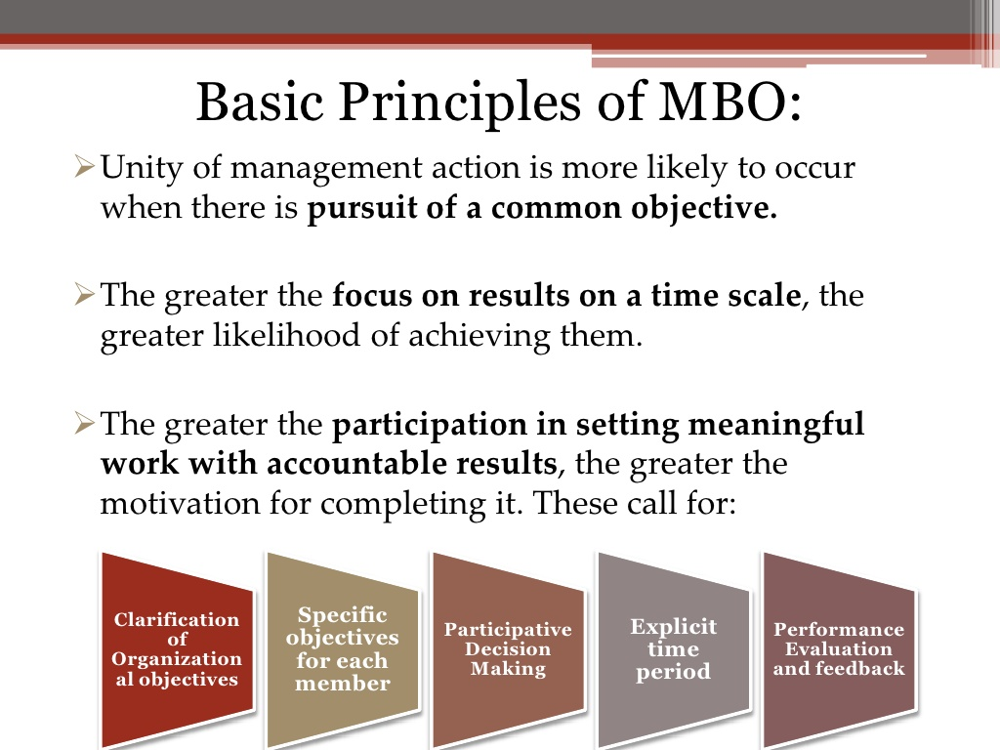 Basic Principles of MBO:
➢Unity of management action is more likely to occur
when there is pursuit of a common objective.
➢The greater the focus on results on a time scale, the
greater likelihood of achieving them.
➢The greater the participation in setting meaningful
work with accountable results, the greater the
motivation for completing it. These call for:
Clarification
of
Organization
al objectives
Specific
objectives
for each
member
Participative
Decision
Making
Explicit
time
period
Performance
Evaluation
and feedback